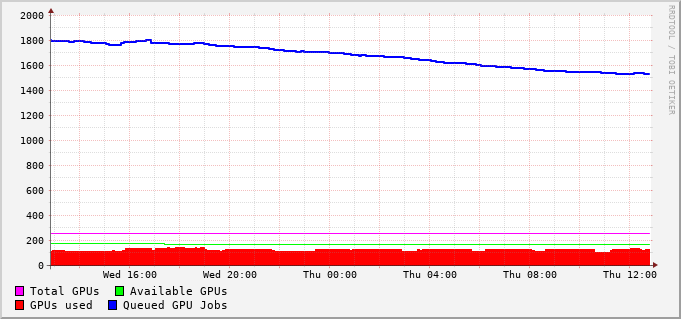 2000
1800
1600
1400
1200
1000
800
600
400
200
0
Wed 16:00 Wed 20:00 Thu 00:00 Thu 04:00 Thu 08:00 Thu 12:00
Total GPUs Available GPUs
GPUs used Queued GPU Jobs
RRDTOOL / TOBI OETIKER